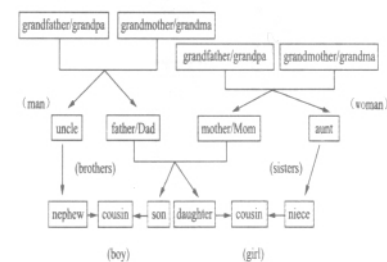 grandfather/grandpa grandmother/grandma
grandfather/grandpa grandmother/grandma
(man) (woman)
uncle father/Dad mother/Mom aunt
(brothers) (sisters)
nephew cousin son daughter cousin niece
(boy) (girl)